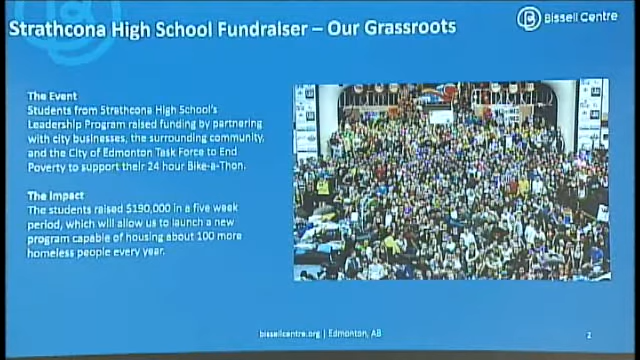 Strathcona High School Fundraiser – Our Grassroots
Bissell Centre
The Event
Students from Strathcona High School's
Leadership Program raised funding by partnering
with city businesses, the surrounding community,
and the City of Edmonton Task Force to End
Poverty to support their 24 hour Bike-a-Thon.
The Impact
The students raised $190,000 in a five week
period, which will allow us to launch a new
program capable of housing about 100 more
homeless people every year.
bissellcentre.org | Edmonton, AB
2